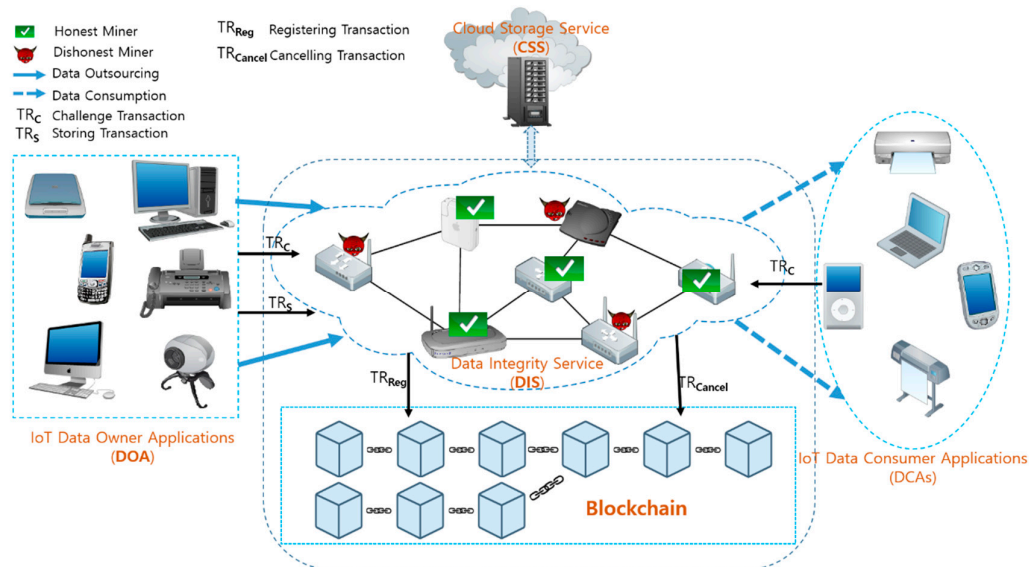 Honest Miner
Dishonest Miner
Data Outsourcing
Data Consumption
TRC Challenge Transaction
TRS Storing Transaction
TRReg Registering Transaction
TRCancel Cancelling Transaction
Cloud Storage Service
(CSS)
TRC
TRS
TRC
Data Integrity Service
(DIS)
TRReg
TRCancel
IoT Data Owner Applications
(DOA)
IoT Data Consumer Applications
(DCAs)
Blockchain